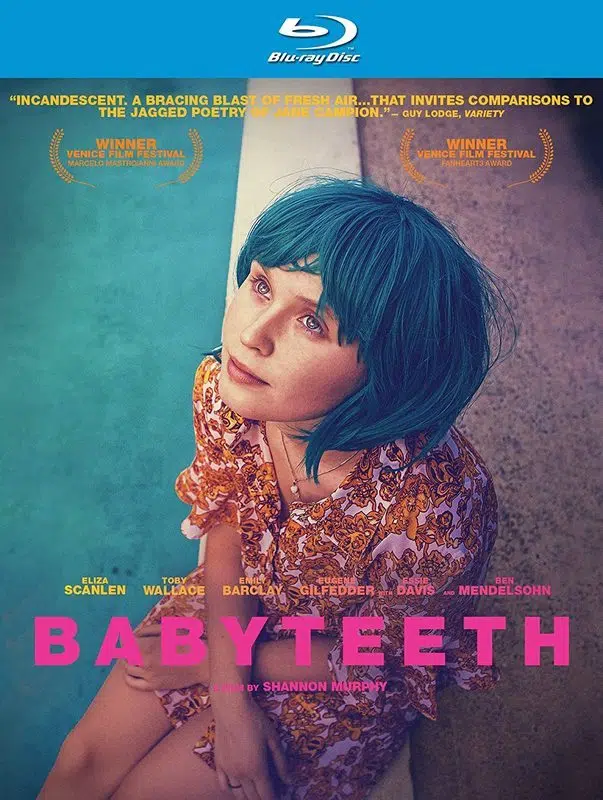 Blu-ray Disc™
“INCANDESCENT. A BRACING BLAST OF FRESH AIR...THAT INVITES COMPARISONS TO
THE JAGGED POETRY OF JANE CAMPION.” – GUY LODGE, VARIETY
WINNER
VENICE FILM FESTIVAL
MARCELO MASTROIANNI AWARD
WINNER
VENICE FILM FESTIVAL
FANHEART3 AWARD
ELIZA SCANLEN TOBY WALLACE EMILY BARCLAY EUGENE GILFEDDER WITH ESSIE DAVIS AND BEN MENDELSOHN
BABYTEETH
A FILM BY SHANNON MURPHY